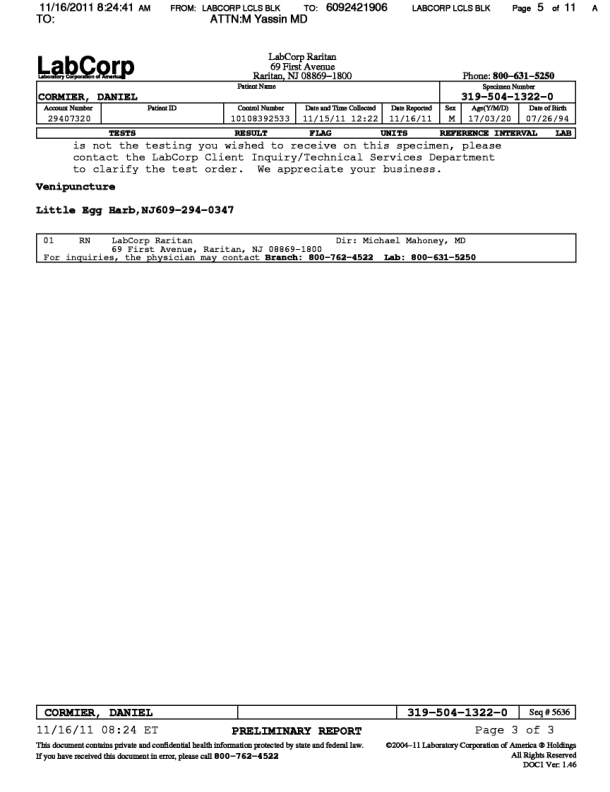 11/16/2011 8:24:41 AM FROM: LABCORP LCLS BLK TO: 6092421906 LABCORP LCLS BLK Page 5 of 11 A
TO: ATTN:M Yassin MD
LabCorp
Laboratory Corporation of America
LabCorp Raritan
69 First Avenue
Raritan, NJ 08869-1800 Phone: 800-631-5250
Patient Name Specimen Number
CORMIER, DANIEL 319-504-1322-0
Account Number Patient ID Control Number Date and Time Collected Date Reported Sex Age(Y/M/D) Date of Birth
29407320 10108392533 11/15/11 12:22 11/16/11 M 17/03/20 07/26/94
TESTS RESULT FLAG UNITS REFERENCE INTERVAL LAB
is not the testing you wished to receive on this specimen, please
contact the LabCorp Client Inquiry/Technical Services Department
to clarify the test order. We appreciate your business.
Venipuncture
Little Egg Harb,NJ609-294-0347
01 RN LabCorp Raritan Dir: Michael Mahoney, MD
69 First Avenue, Raritan, NJ 08869-1800
For inquiries, the physician may contact Branch: 800-762-4522 Lab: 800-631-5250
CORMIER, DANIEL 319-504-1322-0 Seq # 5636
11/16/11 08:24 ET PRELIMINARY REPORT Page 3 of 3
This document contains private and confidential health information protected by state and federal law. ©2004-11 Laboratory Corporation of America ® Holdings
If you have received this document in error, please call 800-762-4522 All Rights Reserved
DOC1 Ver: 1.46